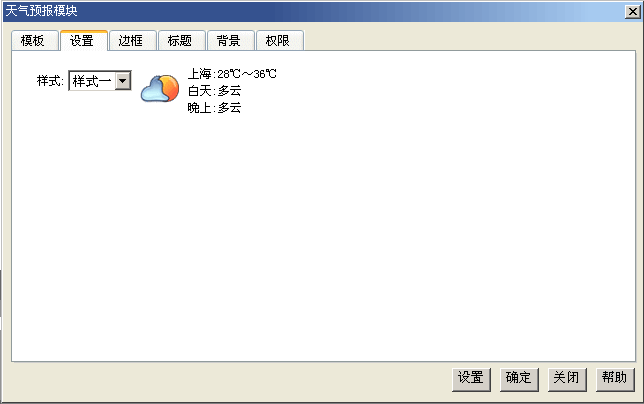 天气预报模块
模板 设置 边框 标题 背景 权限
样式: 样式一
上海:28℃～36℃
白天:多云
晚上:多云
设置 确定 关闭 帮助